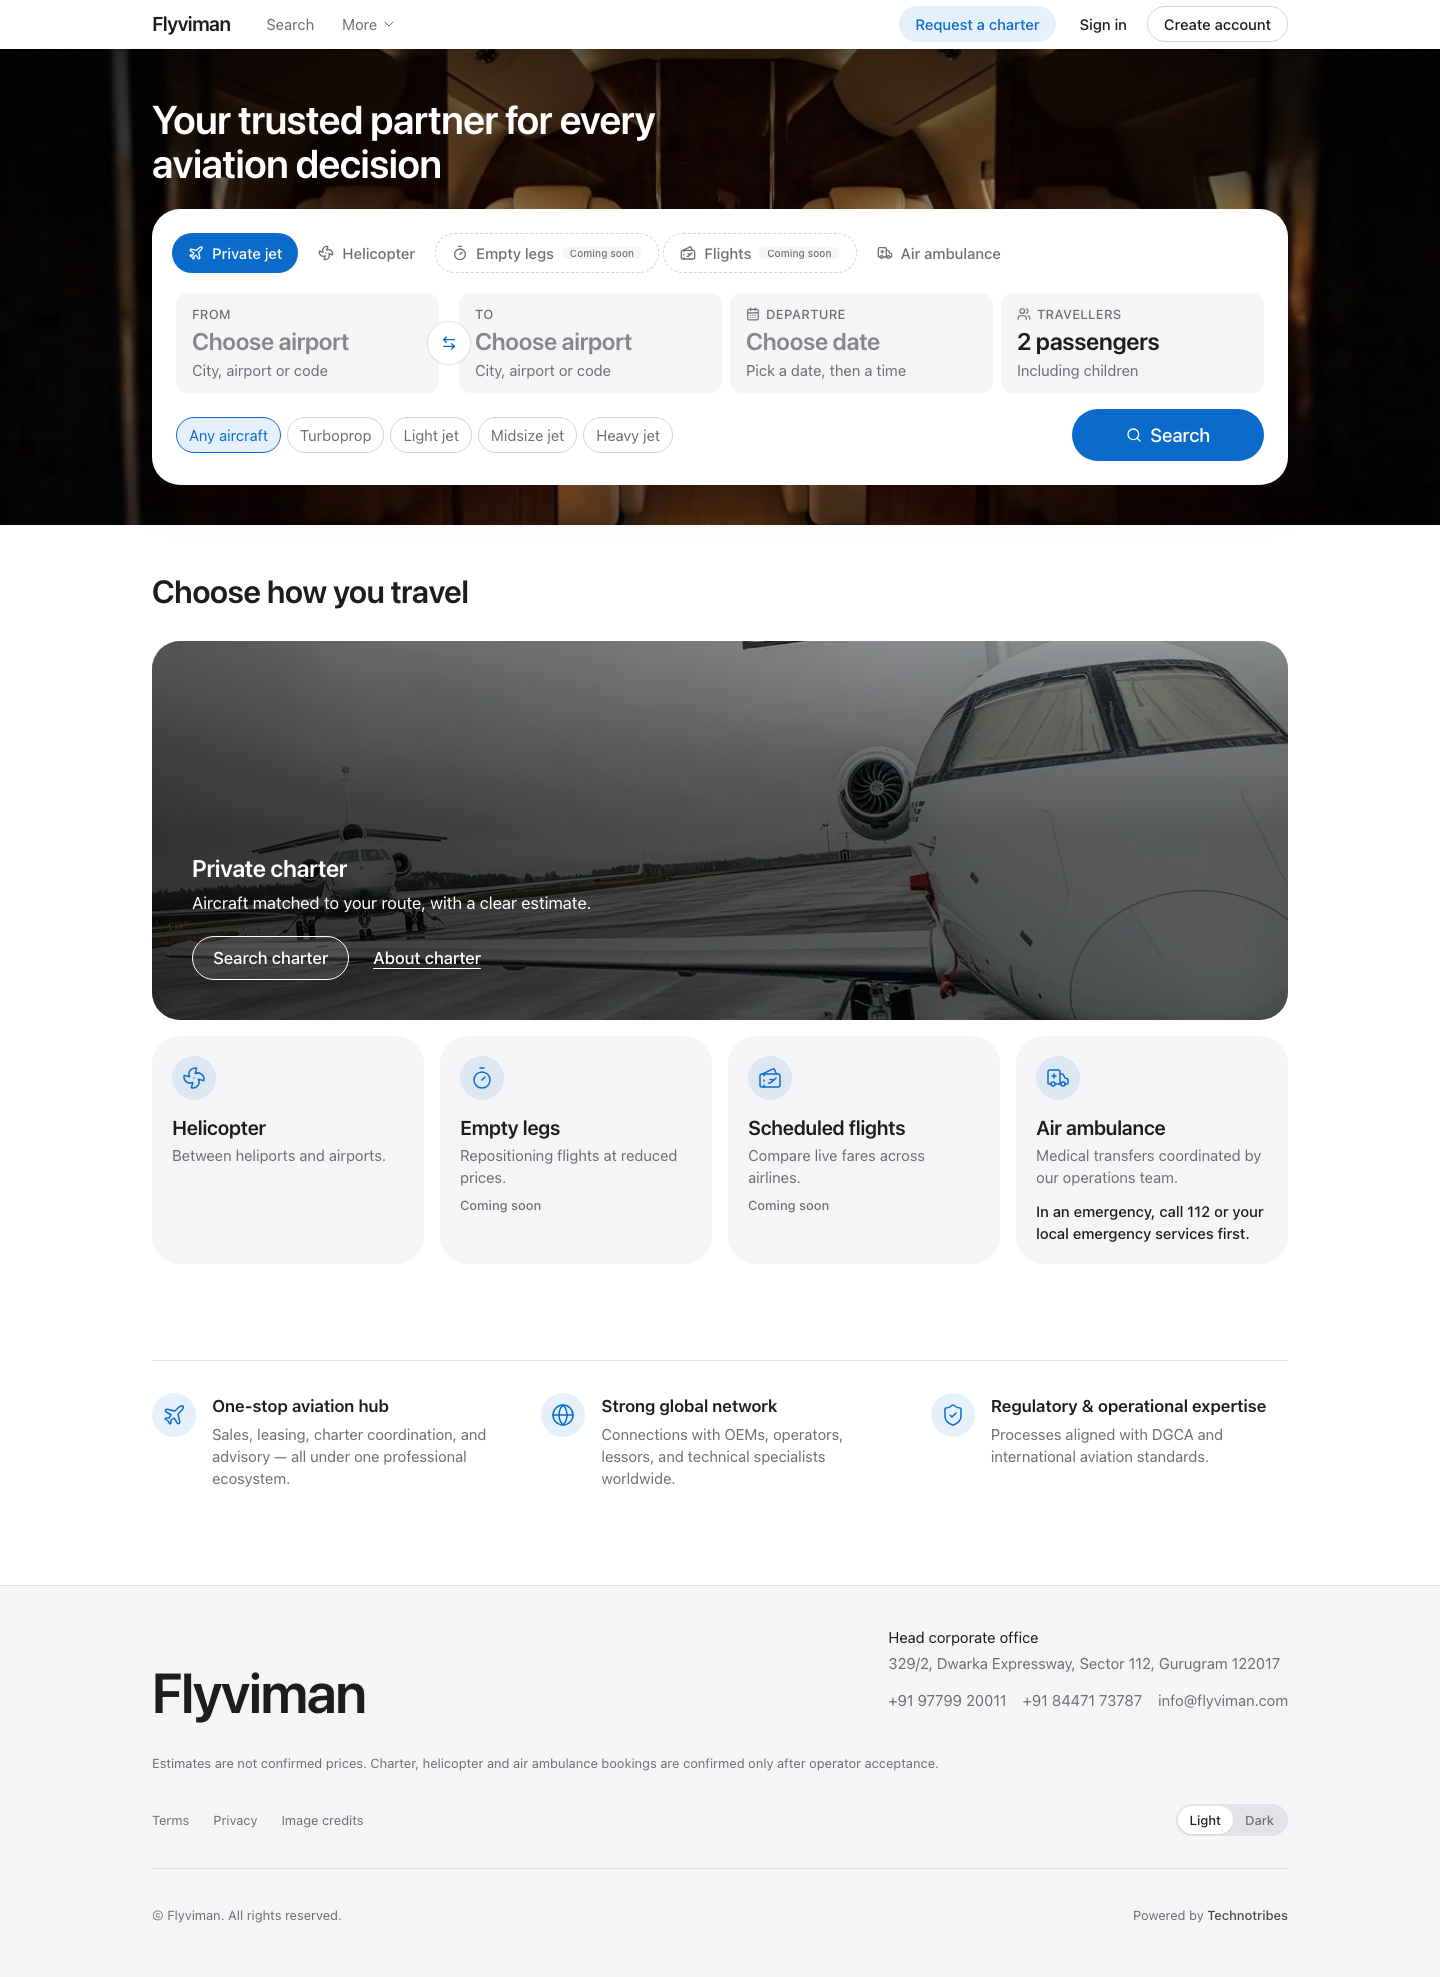 Flyviman
Search
More
Request a charter
Sign in
Create account
Your trusted partner for every
aviation decision
Private jet
Helicopter
Empty legs Coming soon
Flights Coming soon
Air ambulance
FROM
Choose airport
City, airport or code
TO
Choose airport
City, airport or code
DEPARTURE
Choose date
Pick a date, then a time
TRAVELLERS
2 passengers
Including children
Any aircraft
Turboprop
Light jet
Midsize jet
Heavy jet
Search
Choose how you travel
Private charter
Aircraft matched to your route, with a clear estimate.
Search charter
About charter
Helicopter
Between heliports and airports.
Empty legs
Repositioning flights at reduced
prices.
Coming soon
Scheduled flights
Compare live fares across
airlines.
Coming soon
Air ambulance
Medical transfers coordinated by
our operations team.
In an emergency, call 112 or your
local emergency services first.
One-stop aviation hub
Sales, leasing, charter coordination, and
advisory — all under one professional
ecosystem.
Strong global network
Connections with OEMs, operators,
lessors, and technical specialists
worldwide.
Regulatory & operational expertise
Processes aligned with DGCA and
international aviation standards.
Flyviman
Head corporate office
329/2, Dwarka Expressway, Sector 112, Gurugram 122017
+91 97799 20011 +91 84471 73787 info@flyviman.com
Estimates are not confirmed prices. Charter, helicopter and air ambulance bookings are confirmed only after operator acceptance.
Terms
Privacy
Image credits
Light
Dark
© Flyviman. All rights reserved.
Powered by Technotribes